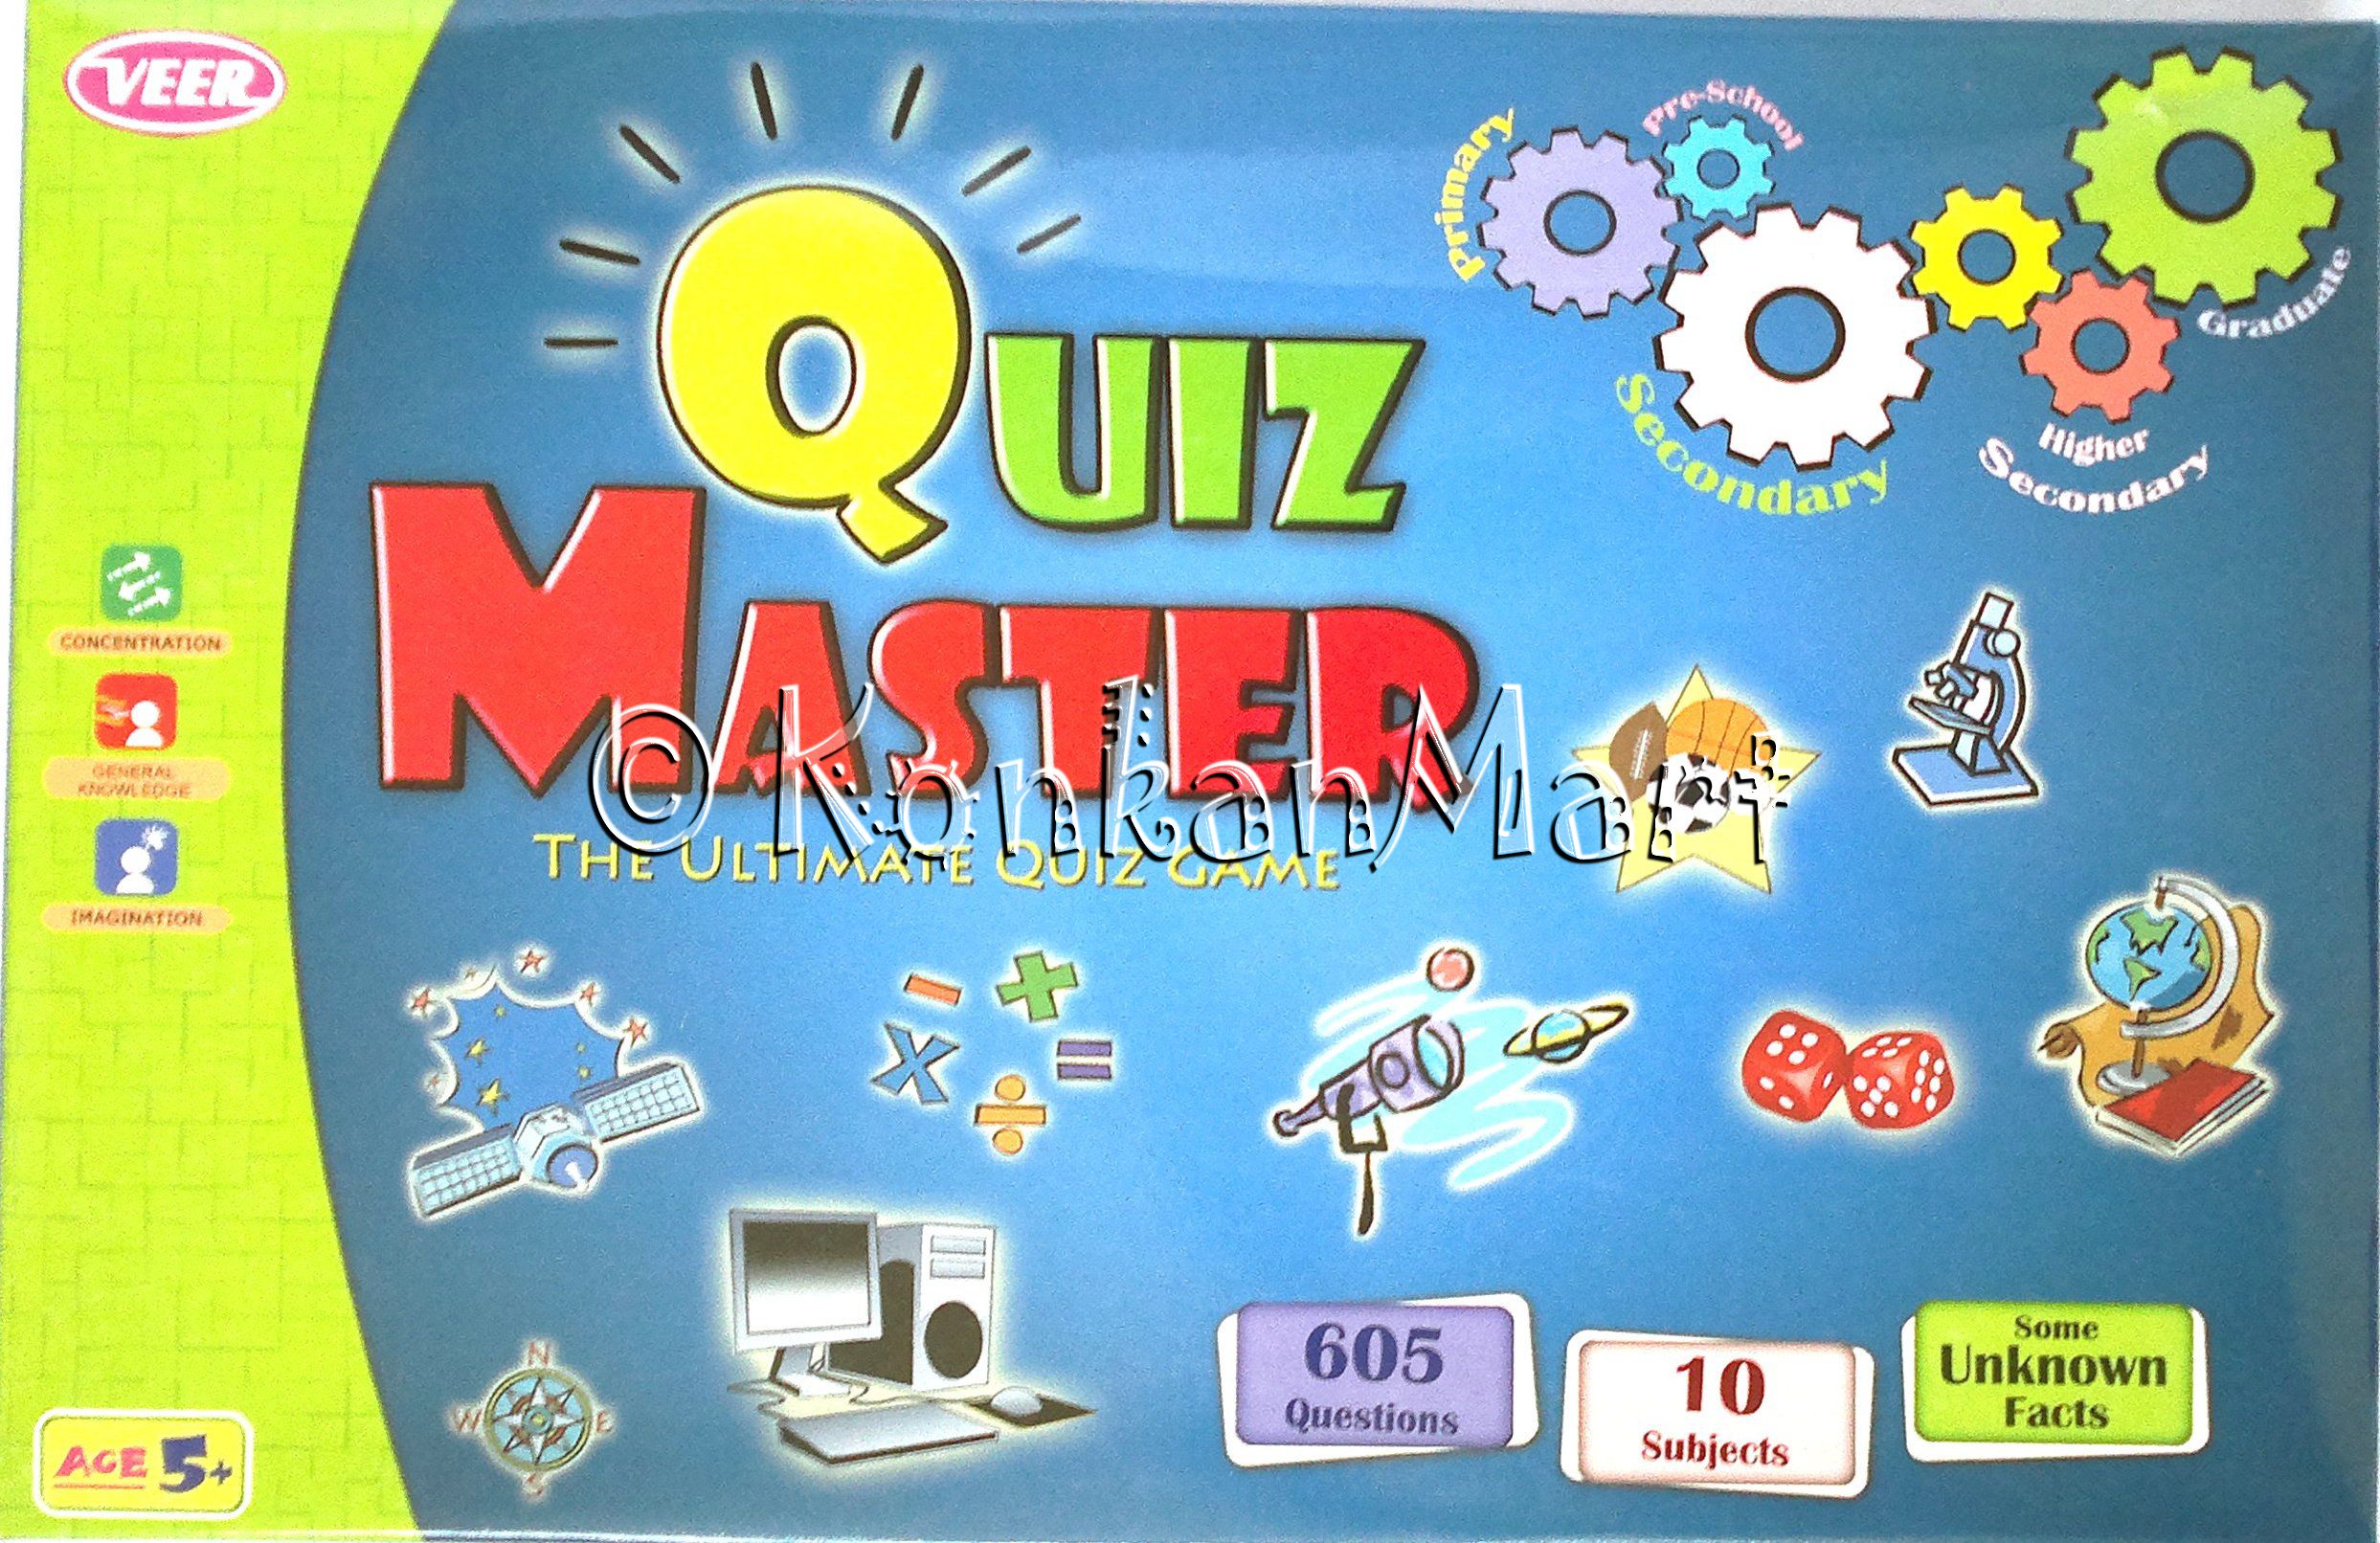 VEER
Primary
Pre-School
Secondary
Higher
Secondary
Graduate
QUIZ
MASTER
THE ULTIMATE QUIZ GAME
© KonkanMart
CONCENTRATION
GENERAL
KNOWLEDGE
IMAGINATION
N
W E
S
605
Questions
10
Subjects
Some
Unknown
Facts
AGE 5+